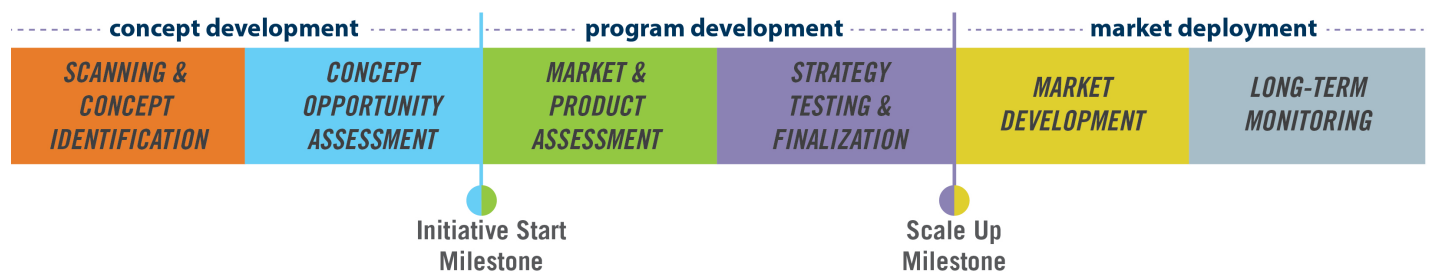 concept development
program development
market deployment
SCANNING &
CONCEPT
IDENTIFICATION
CONCEPT
OPPORTUNITY
ASSESSMENT
MARKET &
PRODUCT
ASSESSMENT
STRATEGY
TESTING &
FINALIZATION
MARKET
DEVELOPMENT
LONG-TERM
MONITORING
Initiative Start
Milestone
Scale Up
Milestone